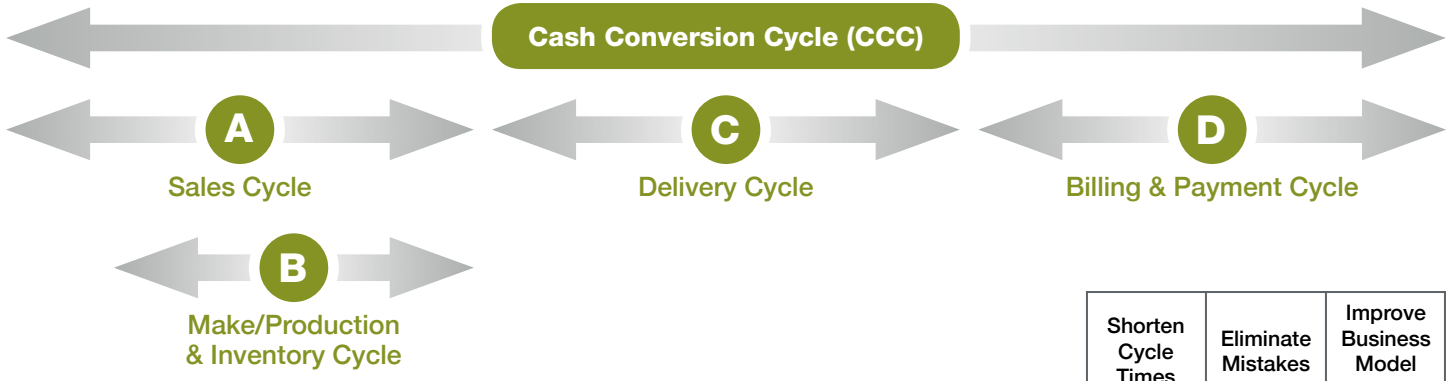 Cash Conversion Cycle (CCC)
A
Sales Cycle
C
Delivery Cycle
D
Billing & Payment Cycle
B
Make/Production
& Inventory Cycle
Shorten
Cycle
Times
Eliminate
Mistakes
Improve
Business
Model